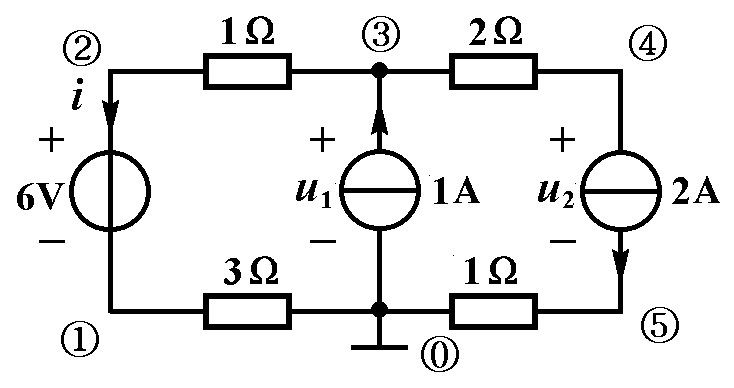 ② 1Ω ③ 2Ω ④
i
+ + +
6V u₁ 1A u₂ 2A
− − −
3Ω 1Ω
① ⓪ ⑤